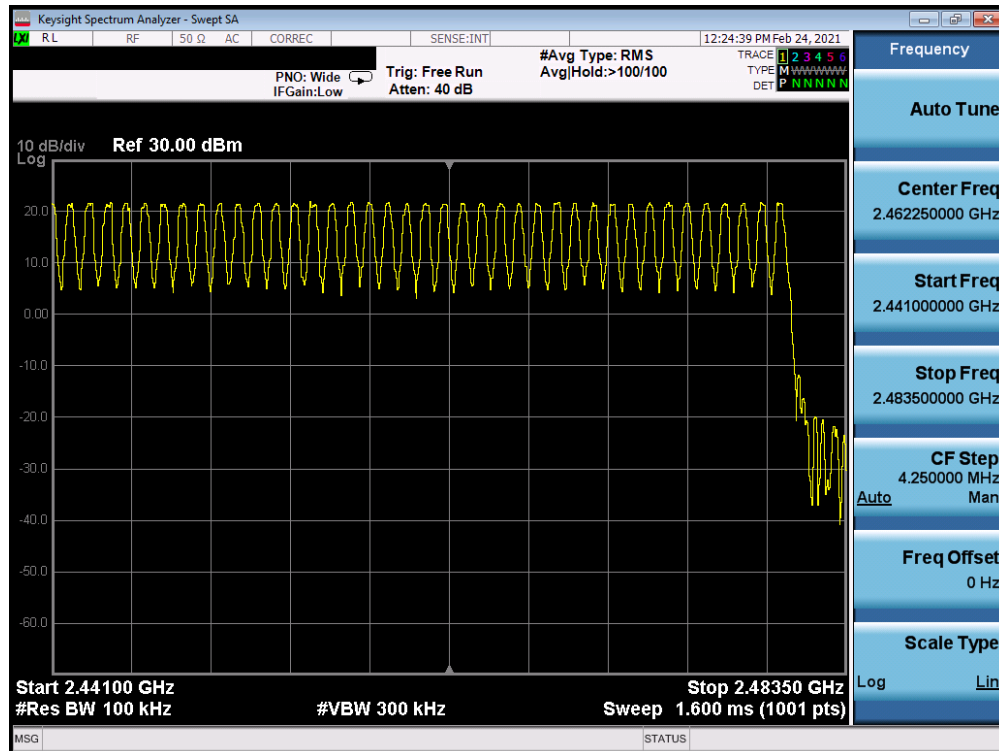 Keysight Spectrum Analyzer - Swept SA
LXI RL RF 50 Ω AC CORREC SENSE:INT 12:24:39 PM Feb 24, 2021
Frequency
#Avg Type: RMS TRACE 1 2 3 4 5 6
PNO: Wide Trig: Free Run Avg|Hold:>100/100 TYPE M WWWWW
IFGain:Low Atten: 40 dB DET P N N N N N
Auto Tune
10 dB/div Ref 30.00 dBm
Log
20.0
10.0
0.00
-10.0
-20.0
-30.0
-40.0
-50.0
-60.0
Center Freq
2.462250000 GHz
Start Freq
2.441000000 GHz
Stop Freq
2.483500000 GHz
CF Step
4.250000 MHz
Auto Man
Freq Offset
0 Hz
Scale Type
Log Lin
Start 2.44100 GHz Stop 2.48350 GHz
#Res BW 100 kHz #VBW 300 kHz Sweep 1.600 ms (1001 pts)
MSG STATUS